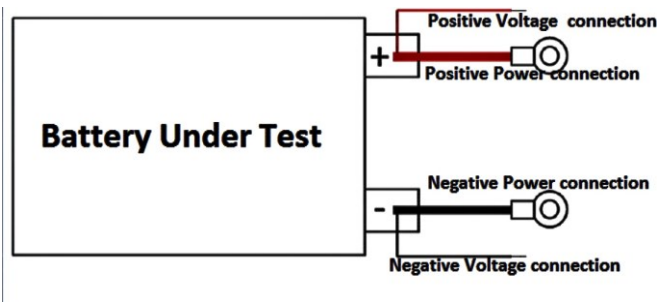 Positive Voltage connection
+
Positive Power connection
Battery Under Test
Negative Power connection
-
Negative Voltage connection